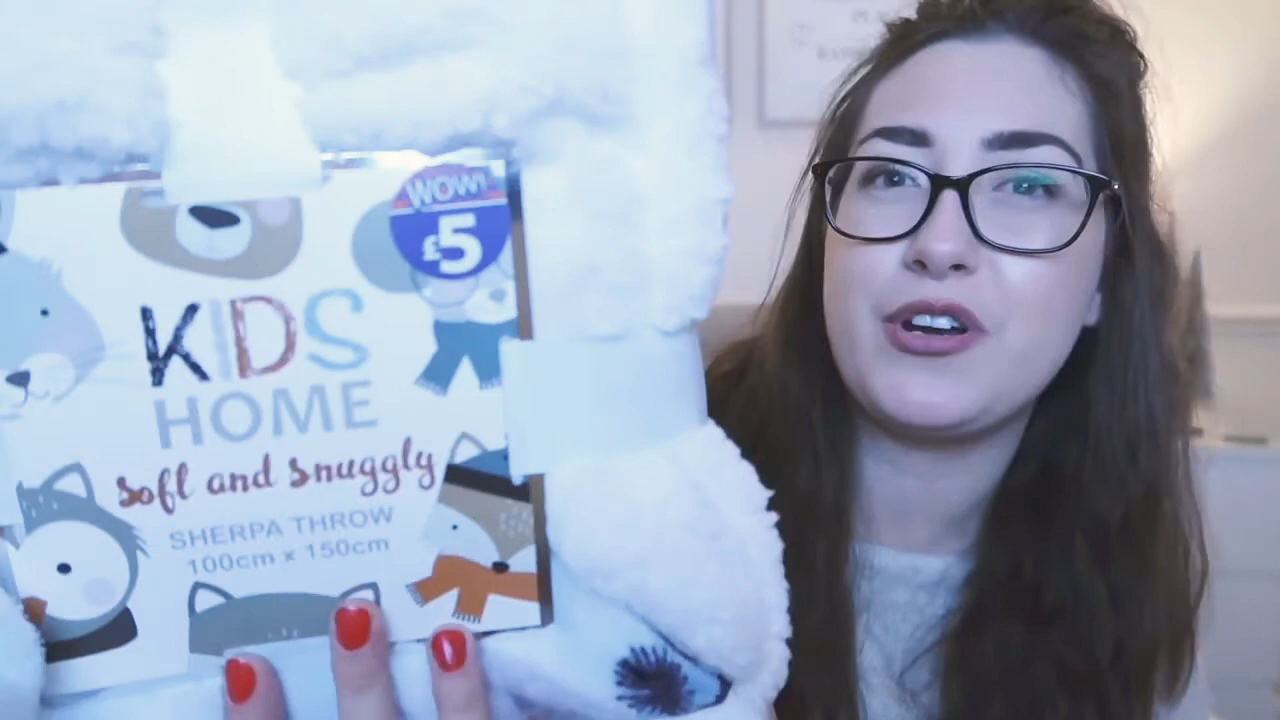 WOW!
£5
KIDS
HOME
Soft and Snuggly
SHERPA THROW
100cm x 150cm